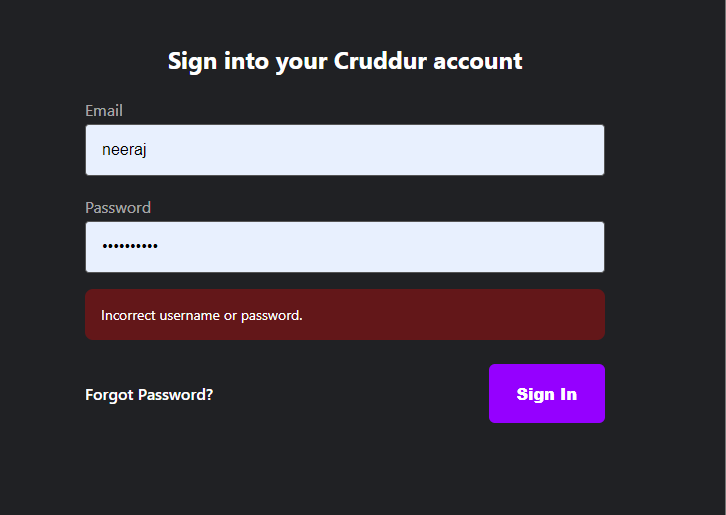 Sign into your Cruddur account
Email
neeraj
Password
••••••••••
Incorrect username or password.
Forgot Password?
Sign In